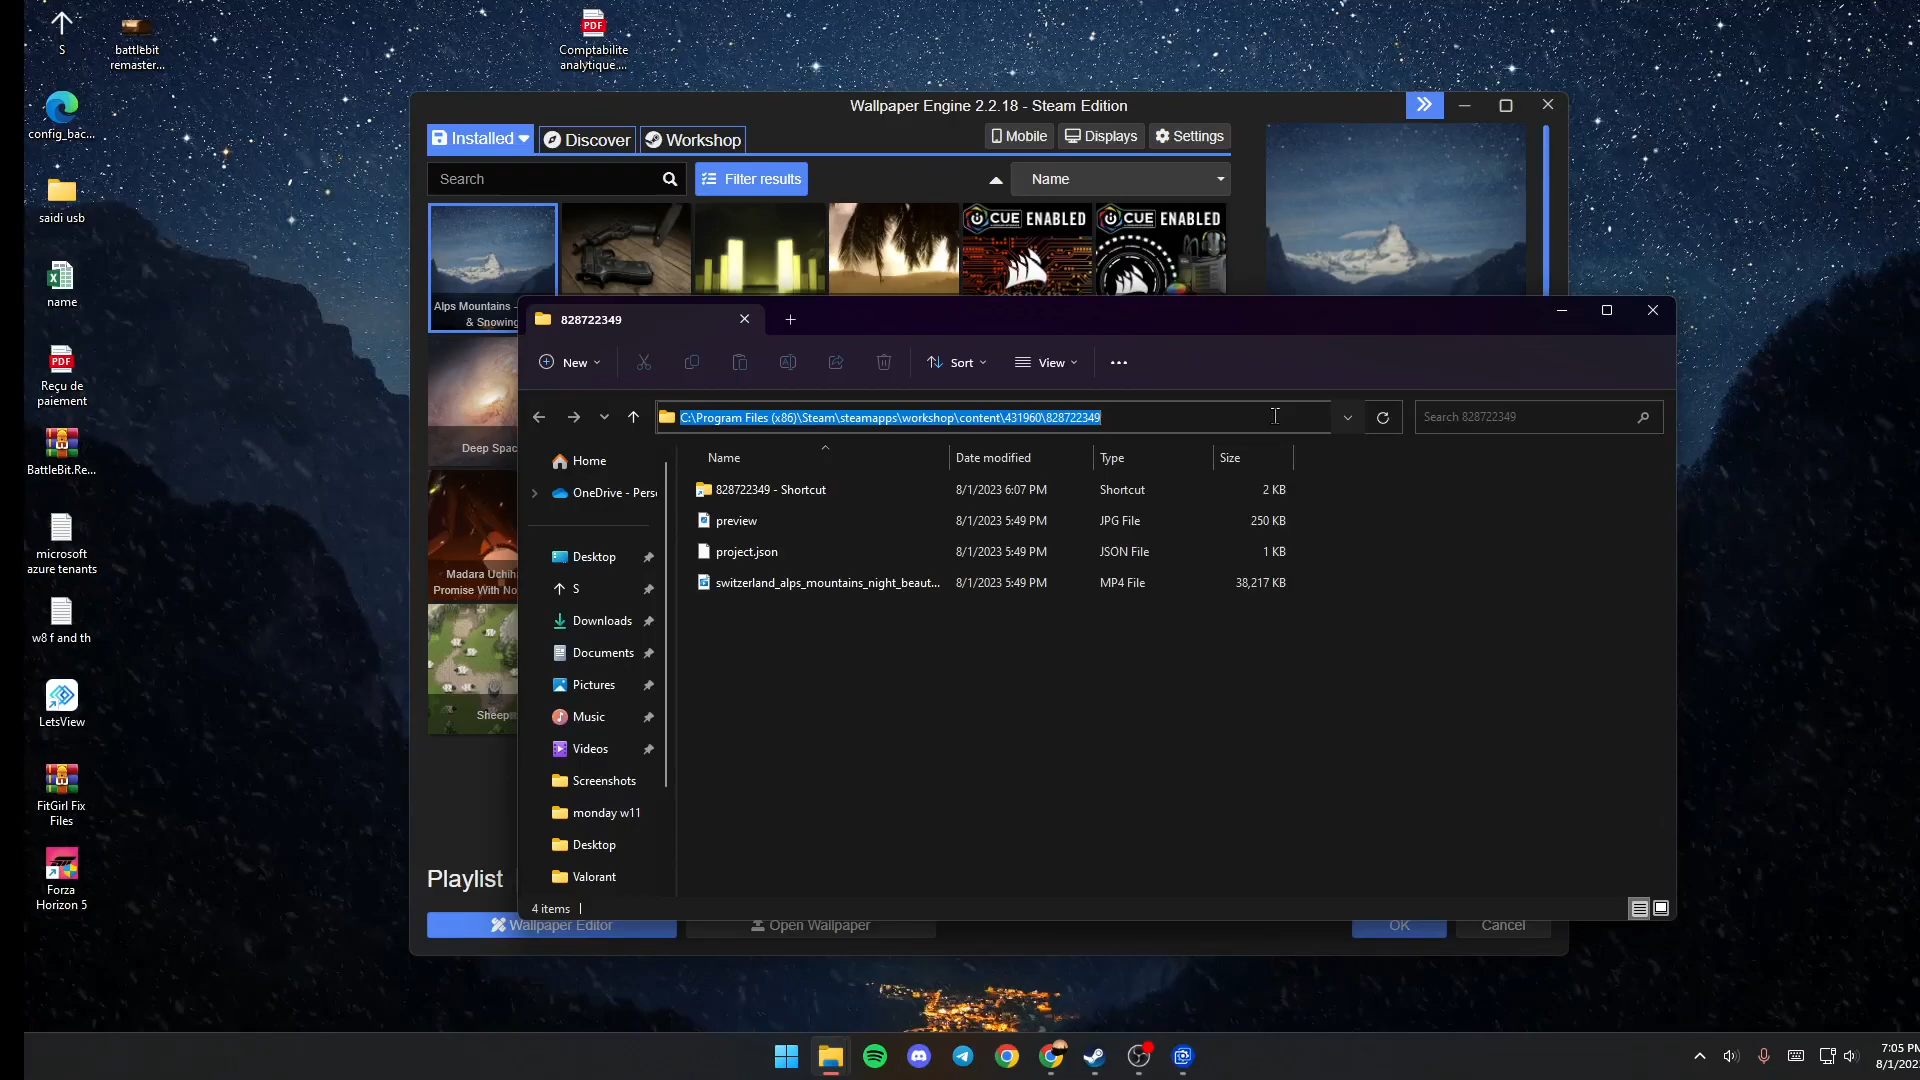 S
battlebit
remaster...
Comptabilite
analytique....
config_bac...
saidi usb
name
Reçu de
paiement
BattleBit.Re...
microsoft
azure tenants
w8 f and th
LetsView
FitGirl Fix
Files
Forza
Horizon 5
Wallpaper Engine 2.2.18 - Steam Edition
Installed
Discover
Workshop
Mobile
Displays
Settings
Search
Filter results
Name
CUE ENABLED
CUE ENABLED
Alps Mountains -
& Snowing
Deep Spac
Madara Uchih
Promise With No
Sheep
Playlist
Wallpaper Editor
Open Wallpaper
OK
Cancel
828722349
New
Sort
View
C:\Program Files (x86)\Steam\steamapps\workshop\content\431960\828722349
Search 828722349
Name
Date modified
Type
Size
828722349 - Shortcut
8/1/2023 6:07 PM
Shortcut
2 KB
preview
8/1/2023 5:49 PM
JPG File
250 KB
project.json
8/1/2023 5:49 PM
JSON File
1 KB
switzerland_alps_mountains_night_beaut...
8/1/2023 5:49 PM
MP4 File
38,217 KB
Home
OneDrive - Pers
Desktop
S
Downloads
Documents
Pictures
Music
Videos
Screenshots
monday w11
Desktop
Valorant
4 items
7:05 PM
8/1/202